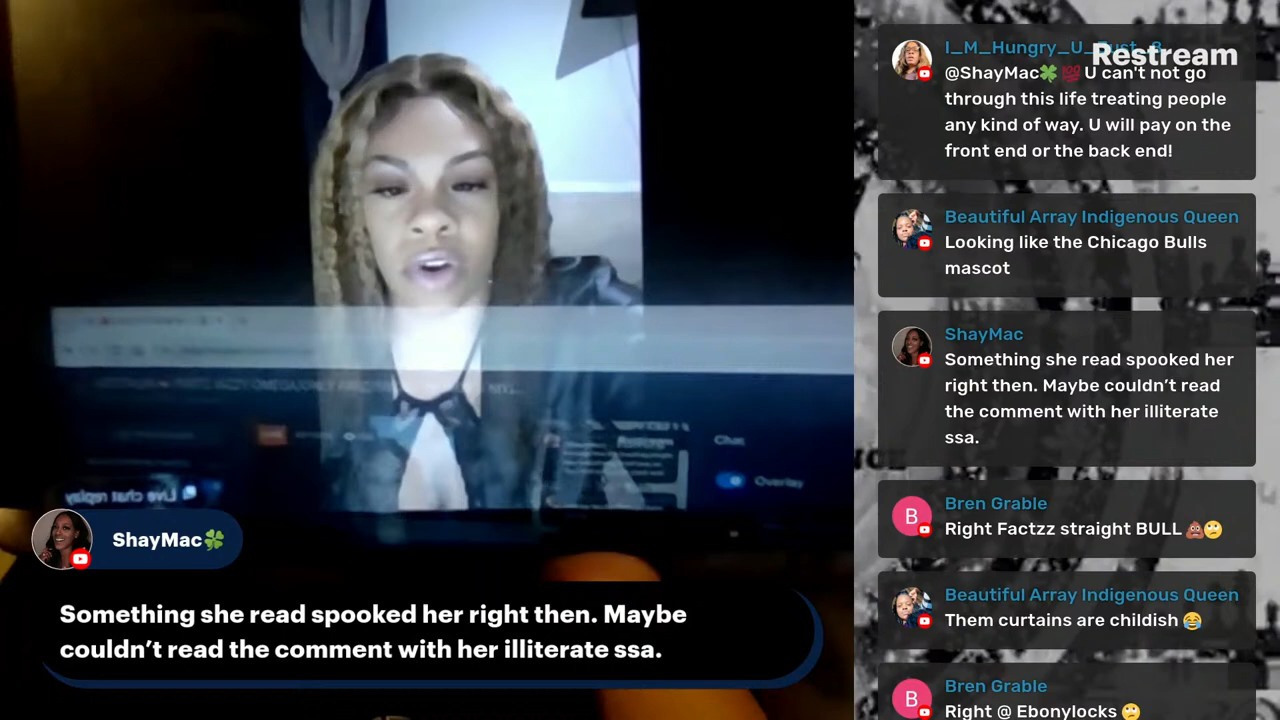 Restream
@ShayMac🍀 💯 U can't not go
through this life treating people
any kind of way. U will pay on the
front end or the back end!
Beautiful Array Indigenous Queen
Looking like the Chicago Bulls
mascot
ShayMac
Something she read spooked her
right then. Maybe couldn’t read
the comment with her illiterate
ssa.
Bren Grable
Right Factzz straight BULL 💩🙄
Beautiful Array Indigenous Queen
Them curtains are childish 😂
Bren Grable
Right @ Ebonylocks 🙄
Chat
Overlay
Live chat replay
ShayMac🍀
Something she read spooked her right then. Maybe
couldn’t read the comment with her illiterate ssa.